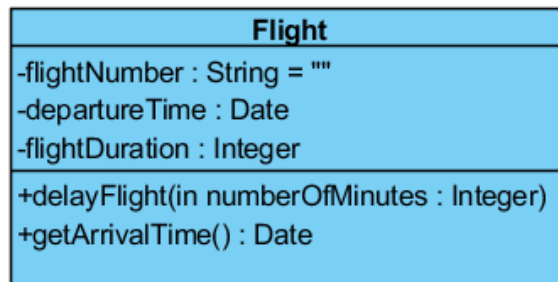 Flight
-flightNumber : String = ""
-departureTime : Date
-flightDuration : Integer
+delayFlight(in numberOfMinutes : Integer)
+getArrivalTime() : Date